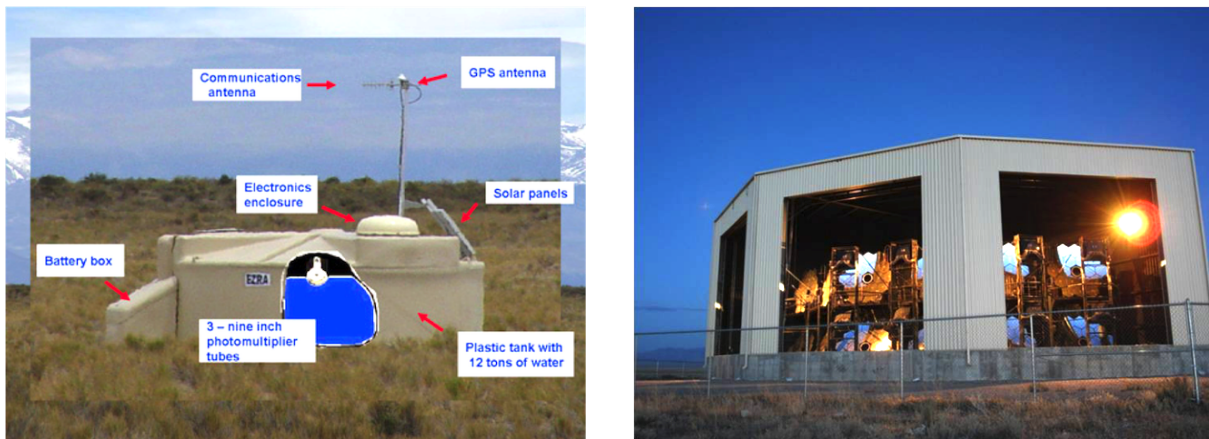 Communications
antenna
GPS antenna
Electronics
enclosure
Solar panels
Battery box
EZRA
3 – nine inch
photomultiplier
tubes
Plastic tank with
12 tons of water